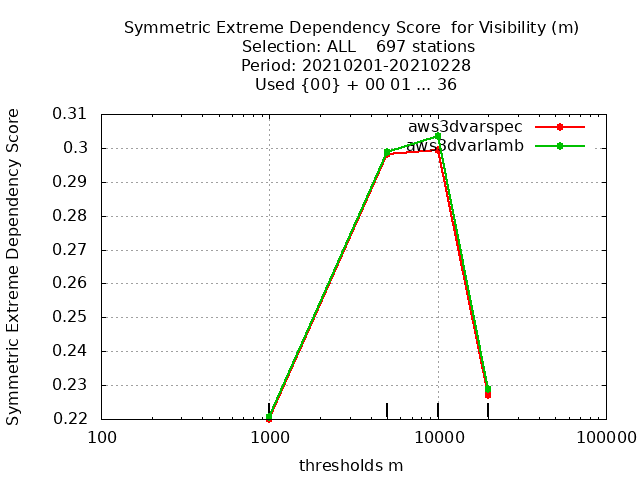 Symmetric Extreme Dependency Score  for Visibility (m)
Selection: ALL    697 stations
Period: 20210201-20210228
Used {00} + 00 01 ... 36
Symmetric Extreme Dependency Score
0.31
0.3
0.29
0.28
0.27
0.26
0.25
0.24
0.23
0.22
aws3dvarspec
aws3dvarlamb
100
1000
10000
100000
thresholds m